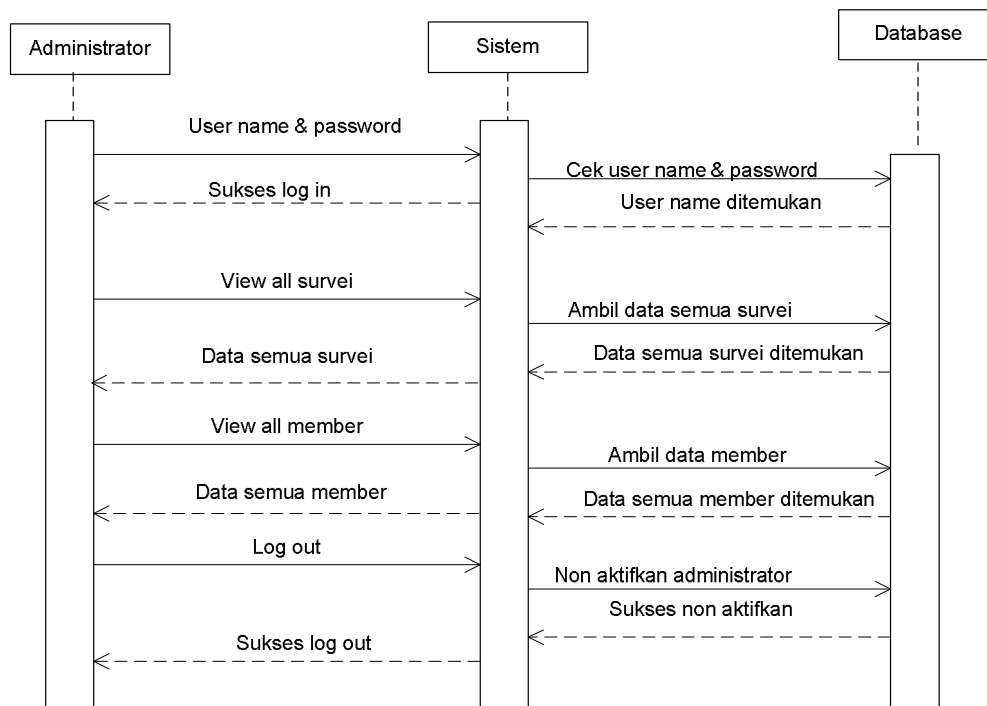 Administrator
Sistem
Database
User name & password
Cek user name & password
Sukses log in
User name ditemukan
View all survei
Ambil data semua survei
Data semua survei
Data semua survei ditemukan
View all member
Ambil data member
Data semua member
Data semua member ditemukan
Log out
Non aktifkan administrator
Sukses non aktifkan
Sukses log out